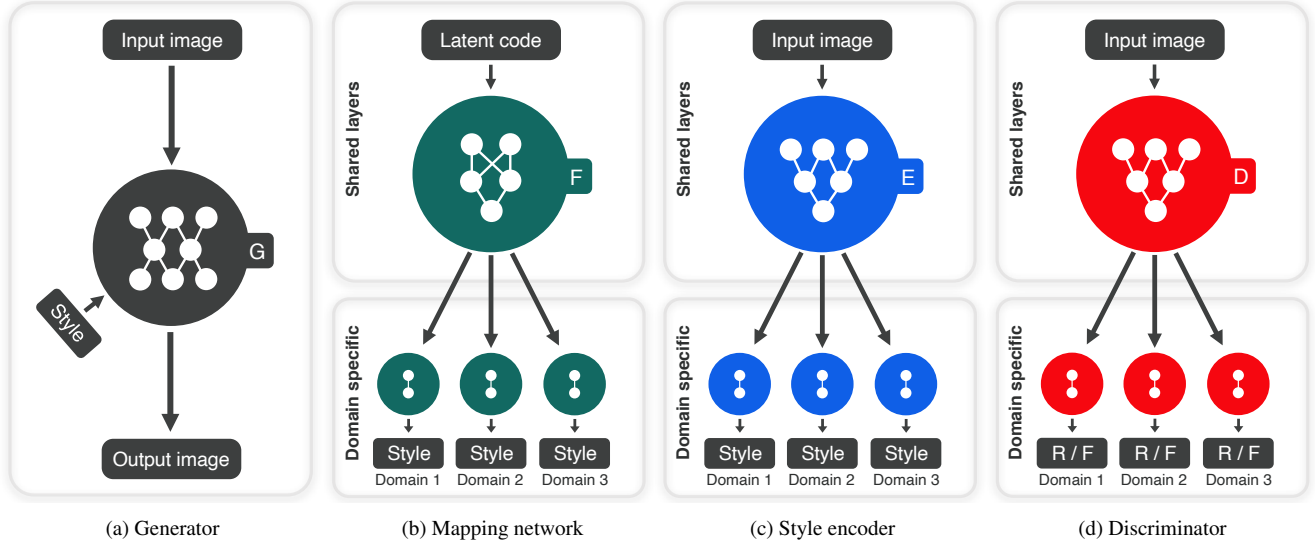 Input image
G
Style
Output image
(a) Generator
Latent code
Shared layers
F
Domain specific
Style Style Style
Domain 1 Domain 2 Domain 3
(b) Mapping network
Input image
Shared layers
E
Domain specific
Style Style Style
Domain 1 Domain 2 Domain 3
(c) Style encoder
Input image
Shared layers
D
Domain specific
R / F R / F R / F
Domain 1 Domain 2 Domain 3
(d) Discriminator